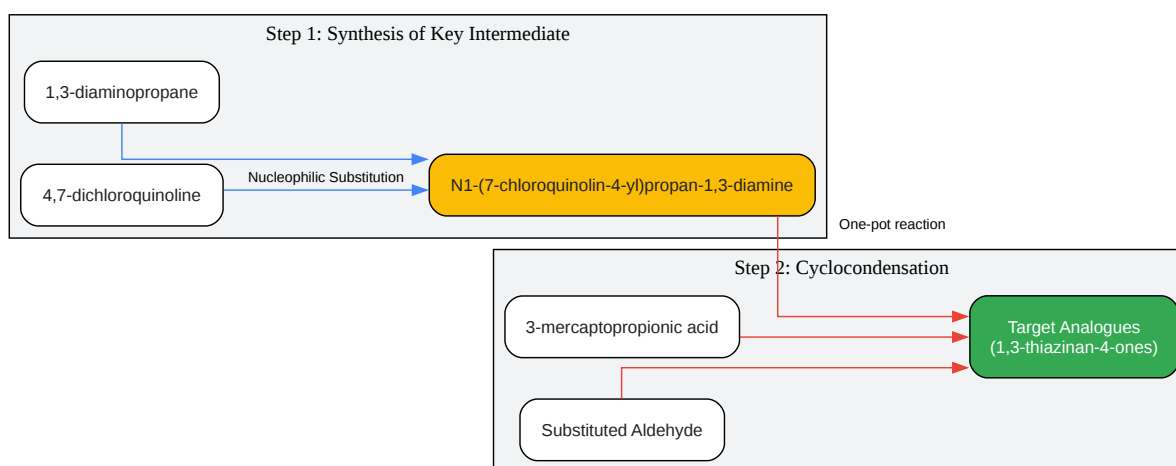 Step 1: Synthesis of Key Intermediate
1,3-diaminopropane
4,7-dichloroquinoline
Nucleophilic Substitution
N1-(7-chloroquinolin-4-yl)propan-1,3-diamine
One-pot reaction
Step 2: Cyclocondensation
3-mercaptopropionic acid
Target Analogues
(1,3-thiazinan-4-ones)
Substituted Aldehyde